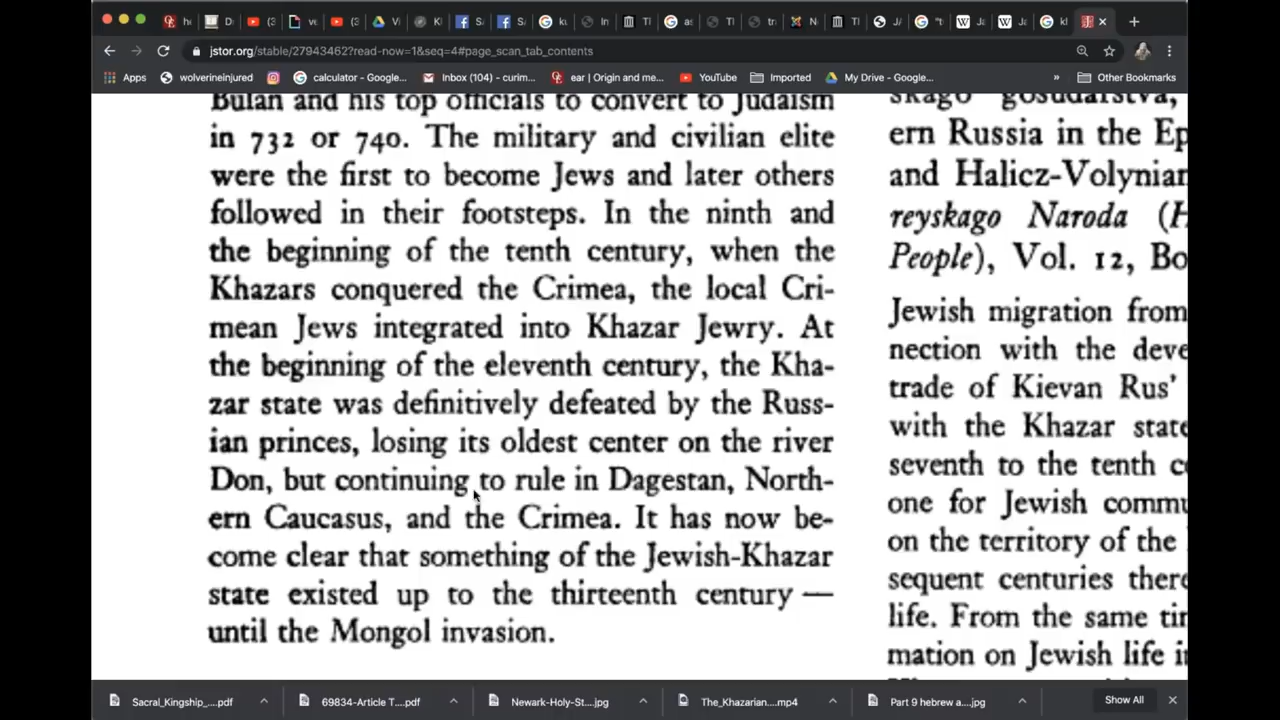 jstor.org/stable/27943462?read-now=1&seq=4#page_scan_tab_contents
Apps
wolverineinjured
calculator - Google...
Inbox (104) - curim...
ear | Origin and me...
YouTube
Imported
My Drive - Google...
»
Other Bookmarks
Bulan and his top officials to convert to Judaism
in 732 or 740. The military and civilian elite
were the first to become Jews and later others
followed in their footsteps. In the ninth and
the beginning of the tenth century, when the
Khazars conquered the Crimea, the local Cri-
mean Jews integrated into Khazar Jewry. At
the beginning of the eleventh century, the Kha-
zar state was definitively defeated by the Russ-
ian princes, losing its oldest center on the river
Don, but continuing to rule in Dagestan, North-
ern Caucasus, and the Crimea. It has now be-
come clear that something of the Jewish-Khazar
state existed up to the thirteenth century —
until the Mongol invasion.
skago gosudarstva,
ern Russia in the Ep
and Halicz-Volynian
reyskago Naroda (H
People), Vol. 12, Bo
Jewish migration from
nection with the deve
trade of Kievan Rus'
with the Khazar state
seventh to the tenth c
one for Jewish commu
on the territory of the
sequent centuries there
life. From the same tim
mation on Jewish life i
Sacral_Kingship_....pdf
69834-Article T....pdf
Newark-Holy-St....jpg
The_Khazarian....mp4
Part 9 hebrew a....jpg
Show All